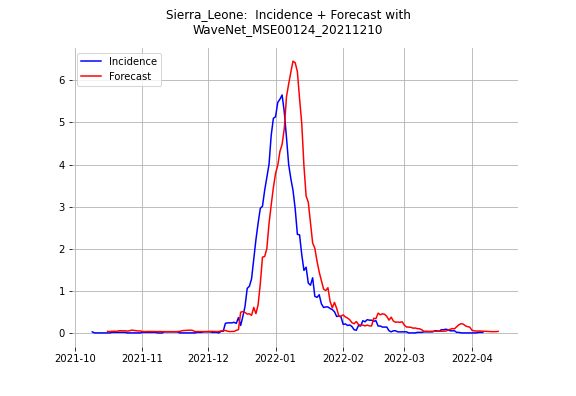 Sierra_Leone:  Incidence + Forecast with
WaveNet_MSE00124_20211210
Incidence
Forecast
6
5
4
3
2
1
0
2021-10 2021-11 2021-12 2022-01 2022-02 2022-03 2022-04